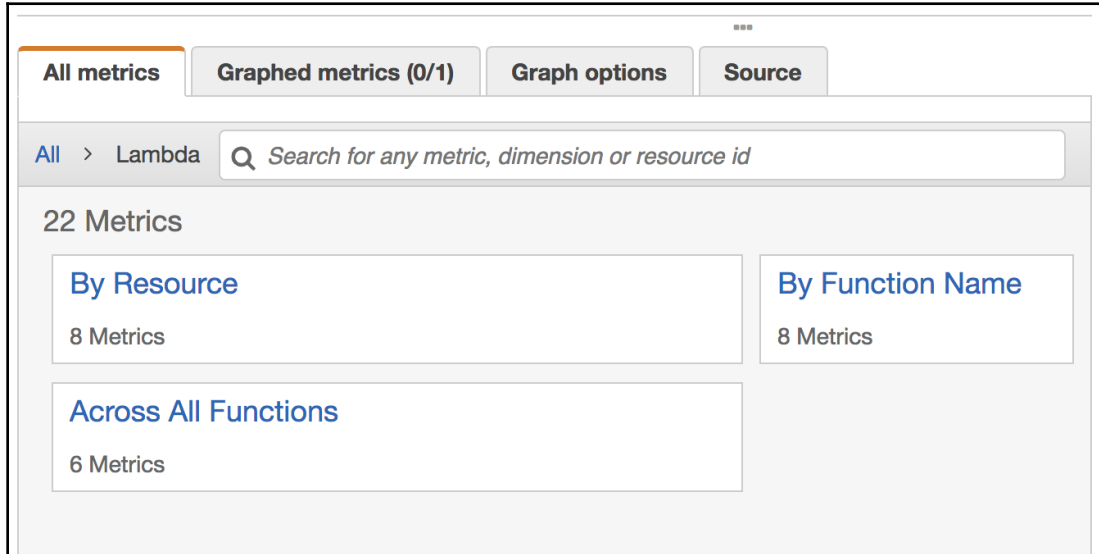 All metrics Graphed metrics (0/1) Graph options Source
All > Lambda Search for any metric, dimension or resource id
22 Metrics
By Resource By Function Name
8 Metrics 8 Metrics
Across All Functions
6 Metrics